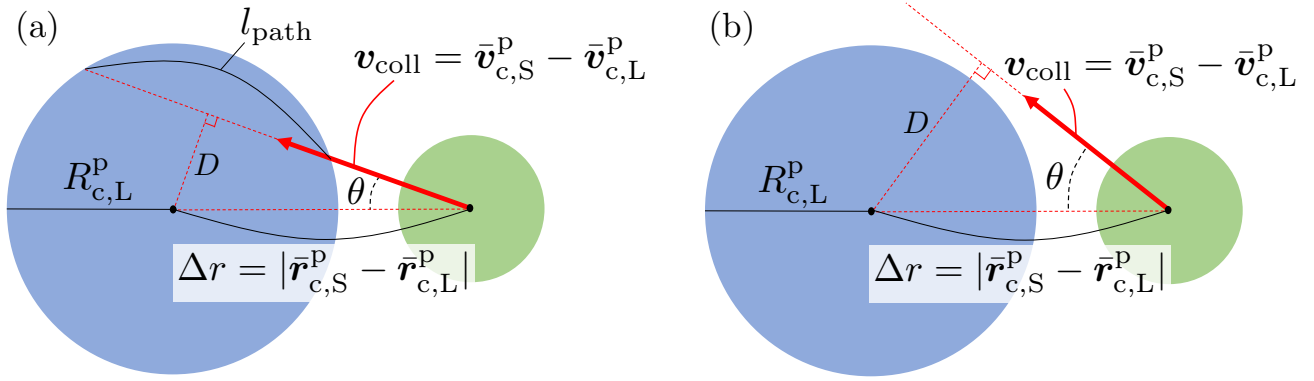 (a)
l_path
v_coll = v̄^p_c,S − v̄^p_c,L
D
R^p_c,L
θ
Δr = |r̄^p_c,S − r̄^p_c,L|
(b)
v_coll = v̄^p_c,S − v̄^p_c,L
D
R^p_c,L
θ
Δr = |r̄^p_c,S − r̄^p_c,L|